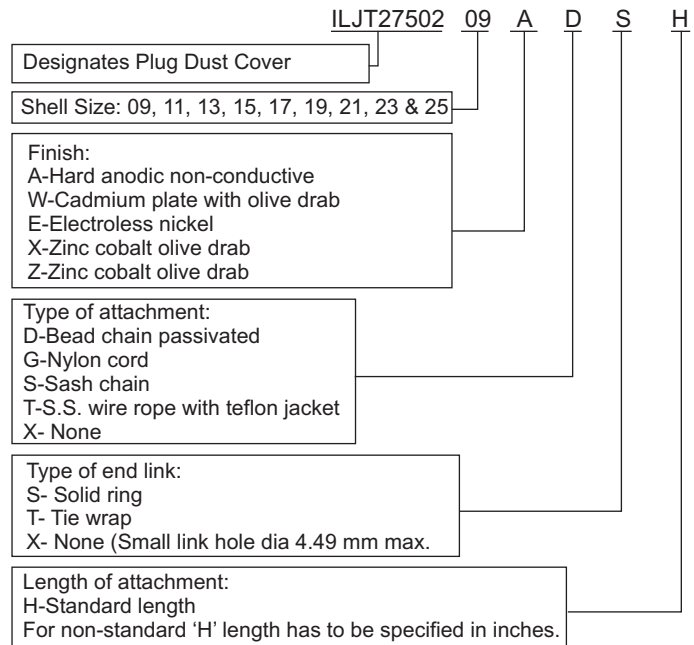 ILJT27502 09 A D S H
Designates Plug Dust Cover
Shell Size: 09, 11, 13, 15, 17, 19, 21, 23 & 25
Finish:
A-Hard anodic non-conductive
W-Cadmium plate with olive drab
E-Electroless nickel
X-Zinc cobalt olive drab
Z-Zinc cobalt olive drab
Type of attachment:
D-Bead chain passivated
G-Nylon cord
S-Sash chain
T-S.S. wire rope with teflon jacket
X- None
Type of end link:
S- Solid ring
T- Tie wrap
X- None (Small link hole dia 4.49 mm max.
Length of attachment:
H-Standard length
For non-standard ‘H’ length has to be specified in inches.